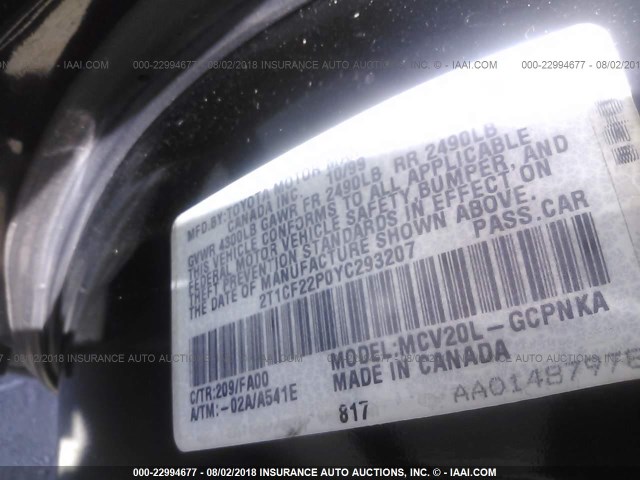 000-22994677 - 08/02/2018 INSURANCE AUTO AUCTIONS, INC. © - IAAI.COM
MFD.BY:TOYOTA MOTOR
CANADA INC. 10/99
GVWR 4500LB GAWR FR 2490LB RR 2490LB
THIS VEHICLE CONFORMS TO ALL APPLICABLE
FEDERAL MOTOR VEHICLE SAFETY, BUMPER, AND
THEFT PREVENTION STANDARDS IN EFFECT ON
THE DATE OF MANUFACTURE SHOWN ABOVE.
2T1CF22P0YC293207 PASS.CAR
MODEL:MCV20L-GCPNKA
C/TR:209/FA00 MADE IN CANADA
A/TM:-02A/A541E
817 AA0148797
000-22994677 - 08/02/2018 INSURANCE AUTO AUCTIONS, INC. © - IAAI.COM